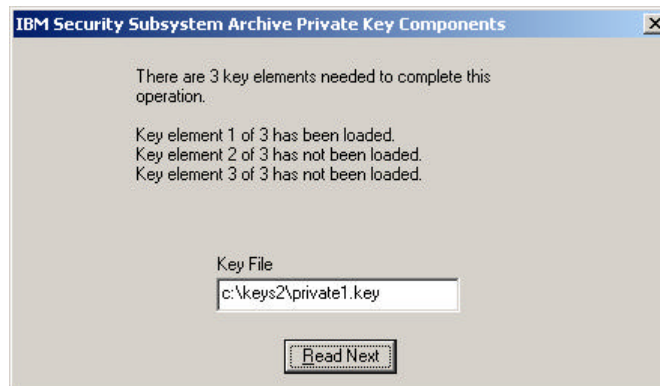 IBM Security Subsystem Archive Private Key Components
There are 3 key elements needed to complete this
operation.
Key element 1 of 3 has been loaded.
Key element 2 of 3 has not been loaded.
Key element 3 of 3 has not been loaded.
Key File
c:\keys2\private1.key
Read Next